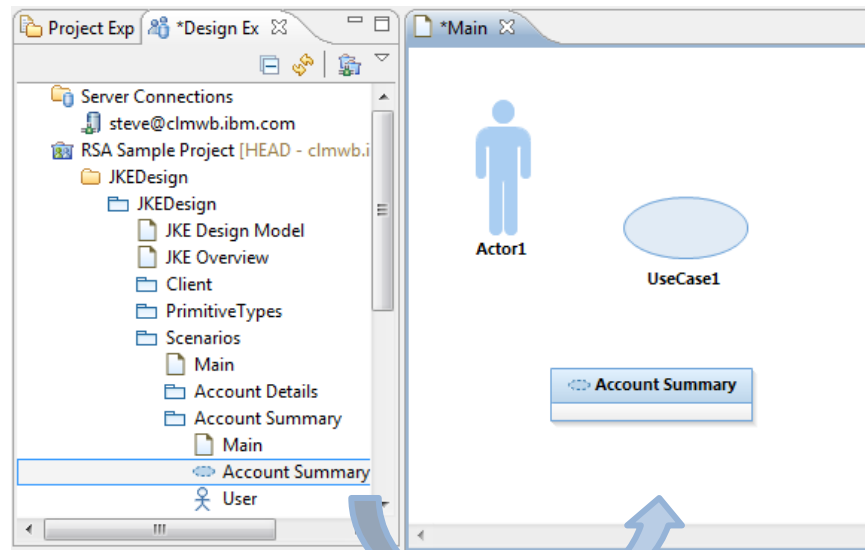 Project Exp
*Design Ex
Server Connections
steve@clmwb.ibm.com
RSA Sample Project [HEAD - clmwb.i
JKEDesign
JKEDesign
JKE Design Model
JKE Overview
Client
PrimitiveTypes
Scenarios
Main
Account Details
Account Summary
Main
Account Summary
User
*Main
Actor1
UseCase1
Account Summary